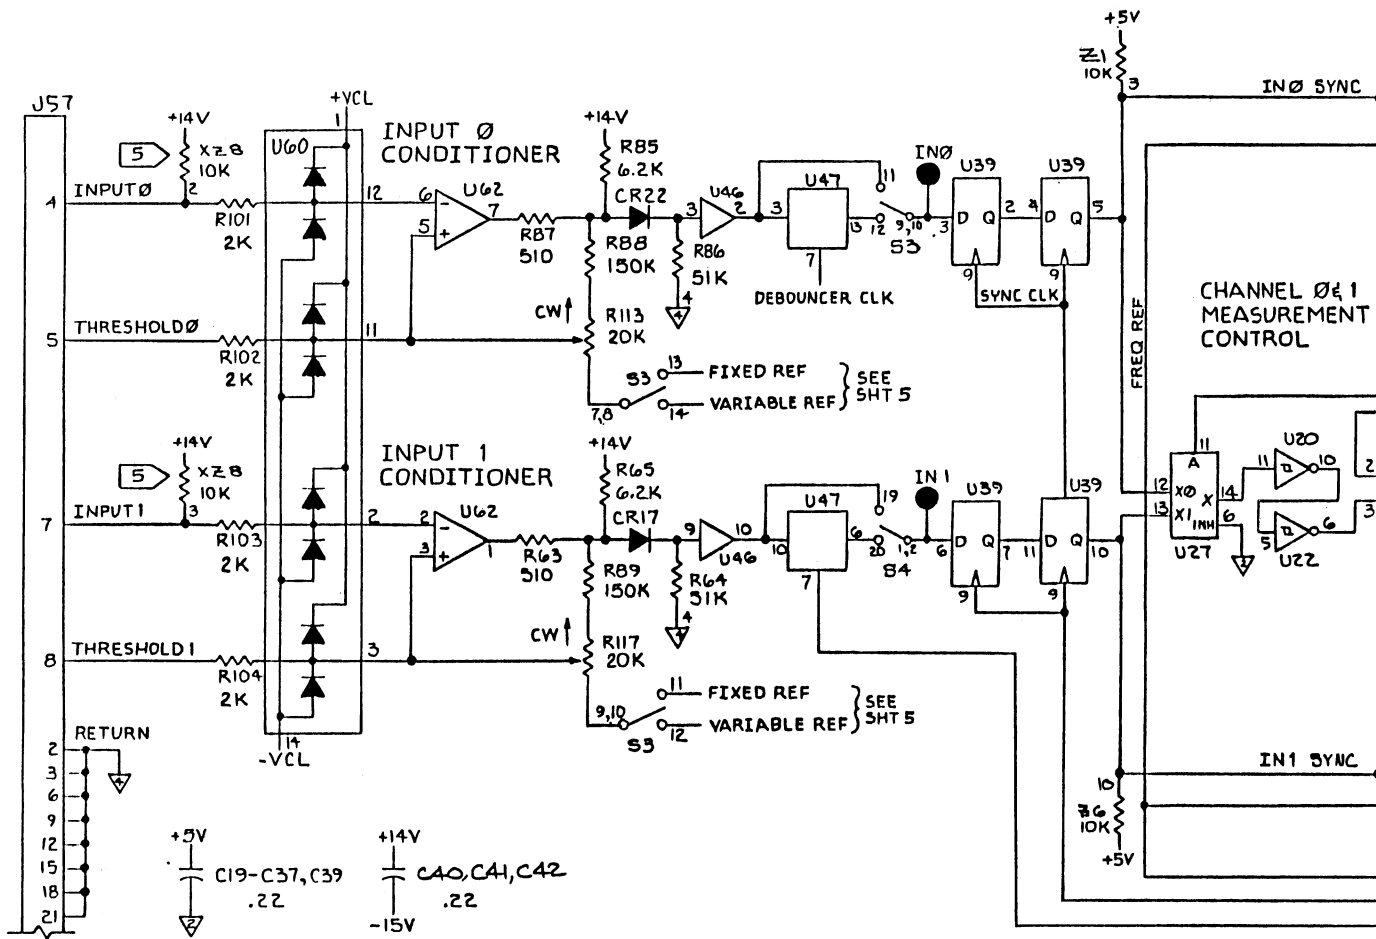 +5V
Z1
10K
3
IN0 SYNC
J57
+14V
5
XZ8
10K
2
4
INPUT0
R101
2K
+VCL
1
U60
12
INPUT 0
CONDITIONER
6
-
5
+
U62
7
R87
510
+14V
R85
6.2K
CR22
R88
150K
R86
51K
4
3
U46
2
3
U47
13
7
DEBOUNCER CLK
11
12
9,10
S3
IN0
3
U39
D Q
2
9
SYNC CLK
4
U39
D Q
5
9
5
THRESHOLD0
R102
2K
11
CW
R113
20K
S3
13
FIXED REF
14
VARIABLE REF
7,8
SEE
SHT 5
FREQ REF
CHANNEL 0&1
MEASUREMENT
CONTROL
+14V
5
XZ8
10K
3
7
INPUT1
R103
2K
2
INPUT 1
CONDITIONER
2
-
3
+
U62
1
R63
510
+14V
R65
6.2K
CR17
R89
150K
R64
51K
4
4
9
U46
10
10
U47
6
7
19
20
1,2
S4
IN1
6
U39
D Q
7
9
11
U39
D Q
10
9
11
A
12
X0
13
X1
X
INH
14
6
U27
2
11
U20
10
5
6
U22
2
3
8
THRESHOLD1
R104
2K
3
CW
R117
20K
S3
11
FIXED REF
12
VARIABLE REF
9,10
SEE
SHT 5
14
-VCL
RETURN
2
3
6
9
12
15
18
21
4
+5V
C19-C37,C39
.22
2
+14V
C40,C41,C42
.22
-15V
IN1 SYNC
10
Z6
10K
+5V